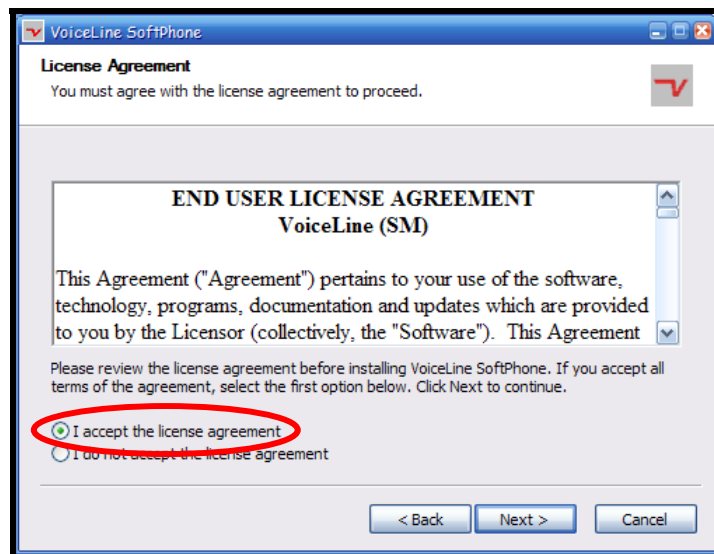 VoiceLine SoftPhone
License Agreement
You must agree with the license agreement to proceed.
END USER LICENSE AGREEMENT
VoiceLine (SM)
This Agreement ("Agreement") pertains to your use of the software,
technology, programs, documentation and updates which are provided
to you by the Licensor (collectively, the "Software"). This Agreement
Please review the license agreement before installing VoiceLine SoftPhone. If you accept all
terms of the agreement, select the first option below. Click Next to continue.
I accept the license agreement
I do not accept the license agreement
< Back Next > Cancel